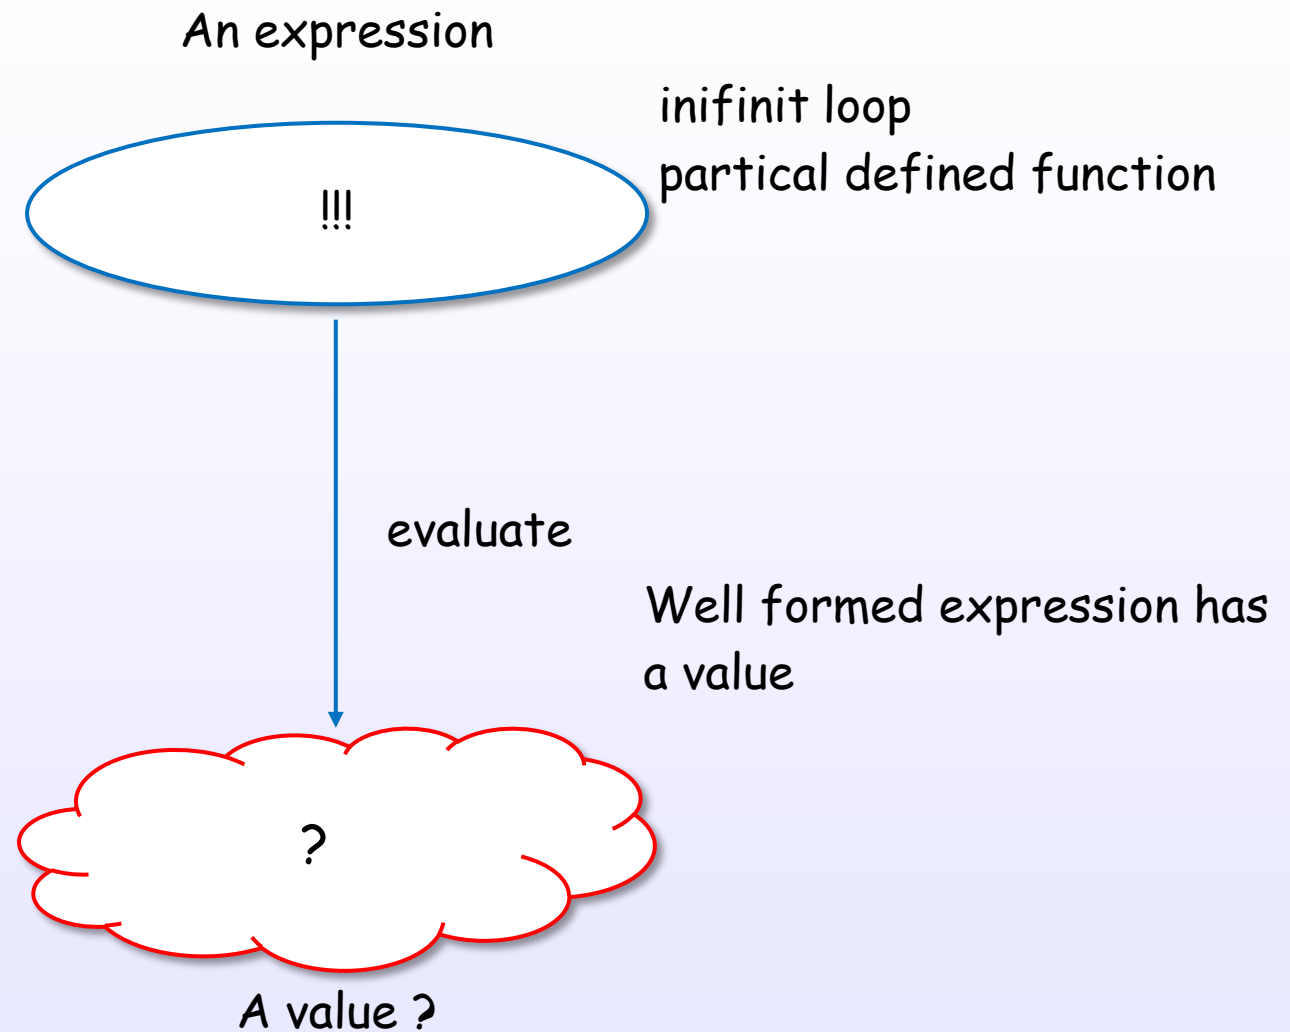 An expression
inifinit loop
partical defined function
!!!
evaluate
Well formed expression has
a value
?
A value ?